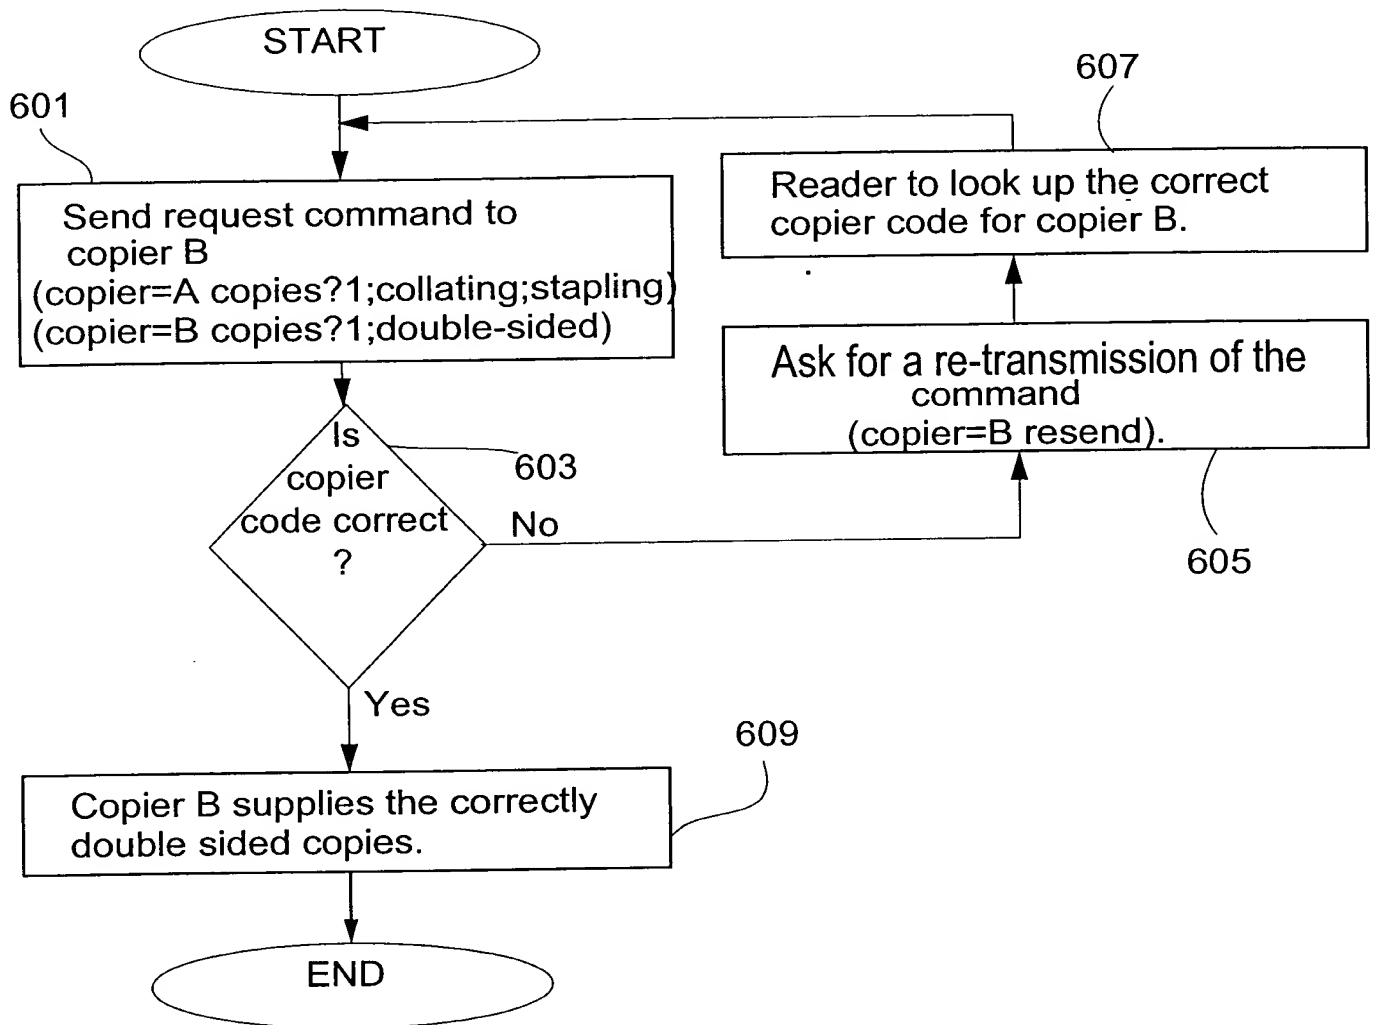 START
607
601
Reader to look up the correct
copier code for copier B.
Send request command to
copier B
(copier=A copies?1;collating;stapling)
(copier=B copies?1;double-sided)
Ask for a re-transmission of the
command
(copier=B resend).
Is
copier
code correct
?
603
No
605
Yes
609
Copier B supplies the correctly
double sided copies.
END